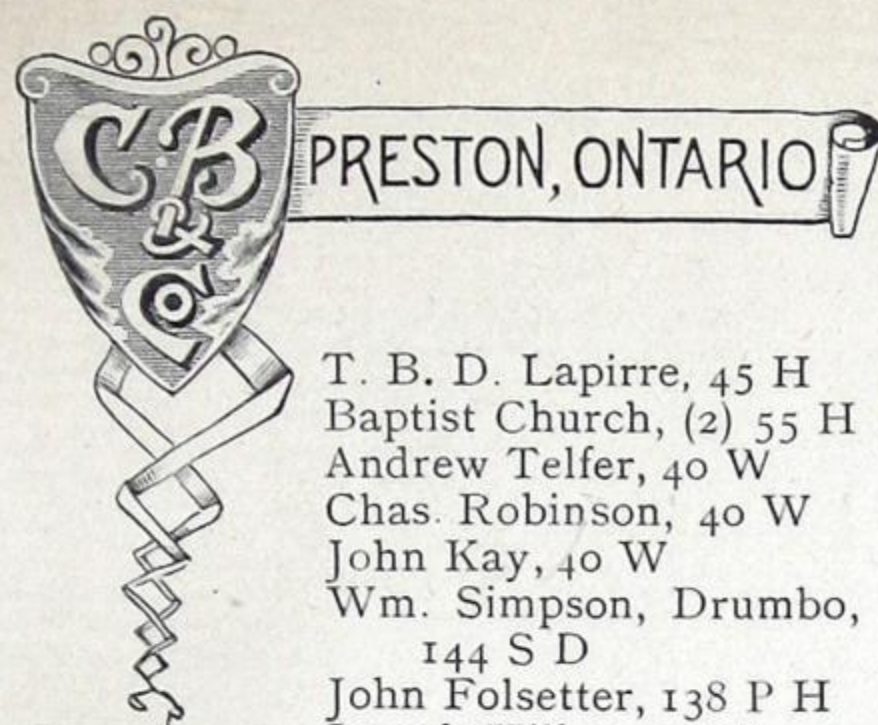 C. B
& Co
PRESTON, ONTARIO
T. B. D. Lapirre, 45 H
Baptist Church, (2) 55 H
Andrew Telfer, 40 W
Chas. Robinson, 40 W
John Kay, 40 W
Wm. Simpson, Drumbo,
144 S D
John Folsetter, 138 P H